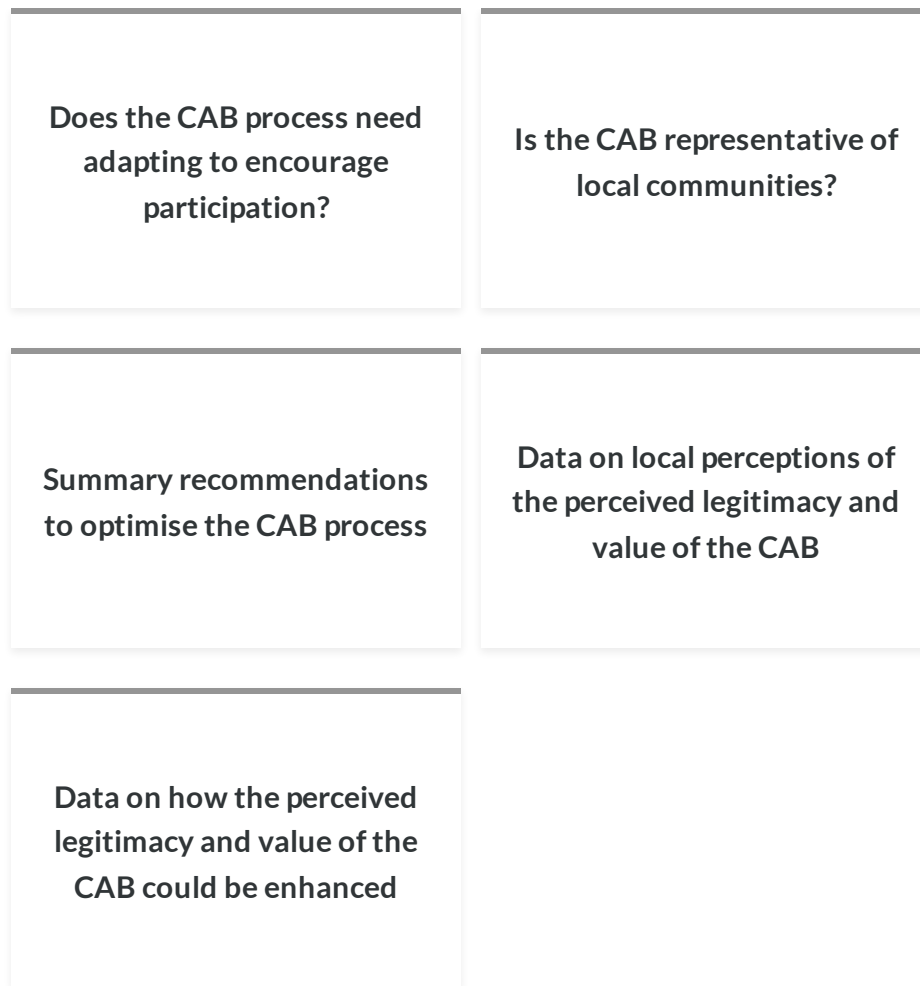 Does the CAB process need
adapting to encourage
participation?
Is the CAB representative of
local communities?
Summary recommendations
to optimise the CAB process
Data on local perceptions of
the perceived legitimacy and
value of the CAB
Data on how the perceived
legitimacy and value of the
CAB could be enhanced